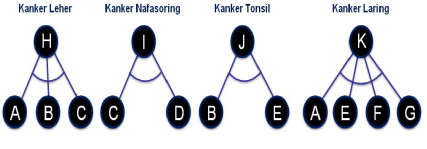 Kanker Leher Kanker Nafasoring Kanker Tonsil Kanker Laring
H I J K
A B C C D B E A E F G